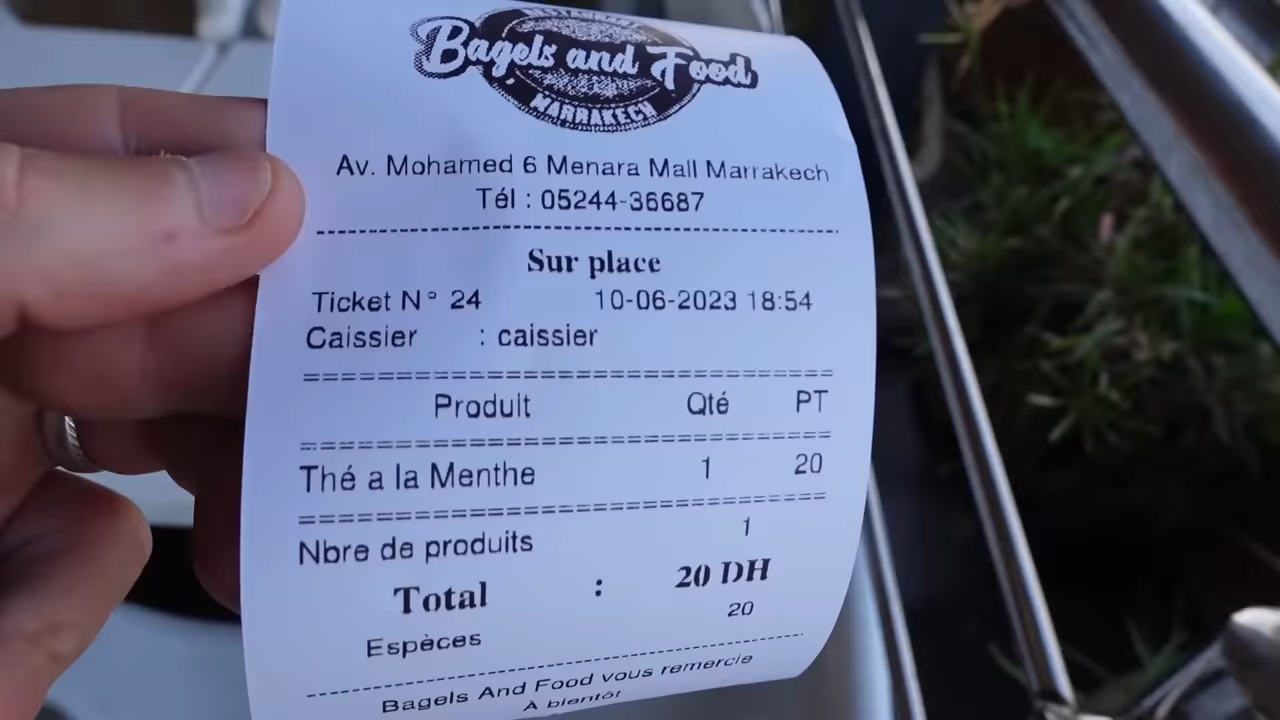 Bagels and Food
MARRAKECH
Av. Mohamed 6 Menara Mall Marrakech
Tél : 05244-36687
Sur place
Ticket N° 24 10-06-2023 18:54
Caissier : caissier
Produit Qté PT
Thé a la Menthe 1 20
Nbre de produits 1
Total : 20 DH
Espèces 20
Bagels And Food vous remercie
À bientôt